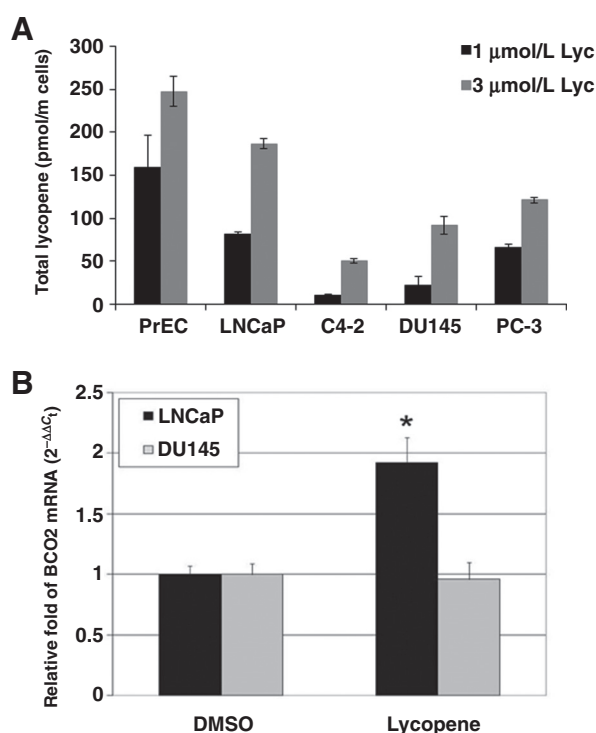 A
Total lycopene (pmol/m cells)
300
250
200
150
100
50
0
1 μmol/L Lyc
3 μmol/L Lyc
PrEC LNCaP C4-2 DU145 PC-3
B
Relative fold of BCO2 mRNA (2−ΔΔCt)
2.5
2
1.5
1
0.5
0
LNCaP
DU145
*
DMSO Lycopene